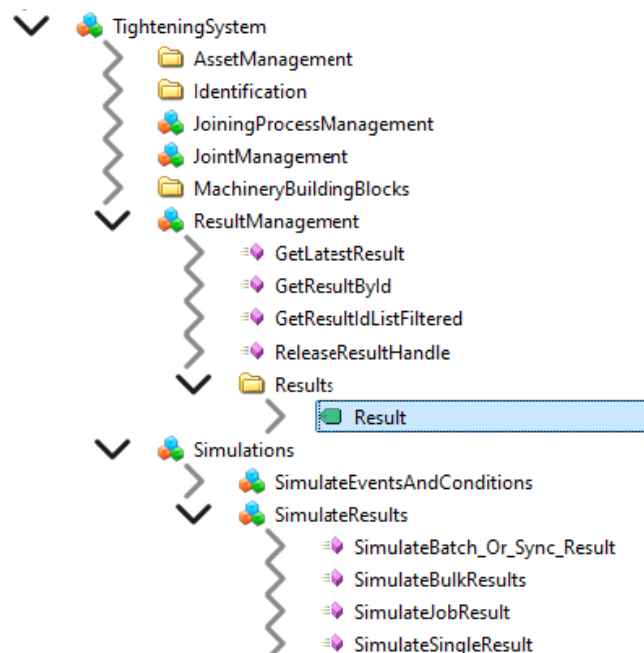 TighteningSystem
AssetManagement
Identification
JoiningProcessManagement
JointManagement
MachineryBuildingBlocks
ResultManagement
GetLatestResult
GetResultById
GetResultIdListFiltered
ReleaseResultHandle
Results
Result
Simulations
SimulateEventsAndConditions
SimulateResults
SimulateBatch_Or_Sync_Result
SimulateBulkResults
SimulateJobResult
SimulateSingleResult